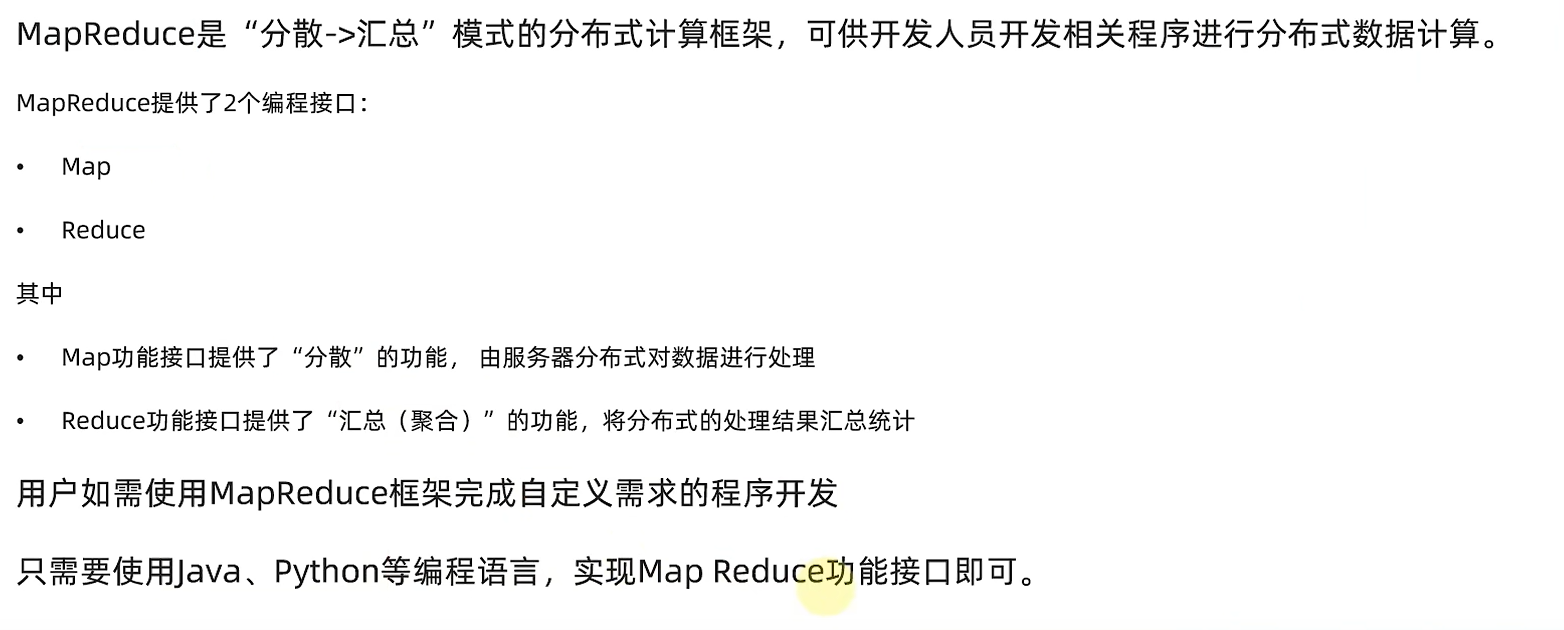 MapReduce是“分散->汇总”模式的分布式计算框架，可供开发人员开发相关程序进行分布式数据计算。
MapReduce提供了2个编程接口：
• Map
• Reduce
其中
• Map功能接口提供了“分散”的功能， 由服务器分布式对数据进行处理
• Reduce功能接口提供了“汇总（聚合）”的功能，将分布式的处理结果汇总统计
用户如需使用MapReduce框架完成自定义需求的程序开发
只需要使用Java、Python等编程语言，实现Map Reduce功能接口即可。